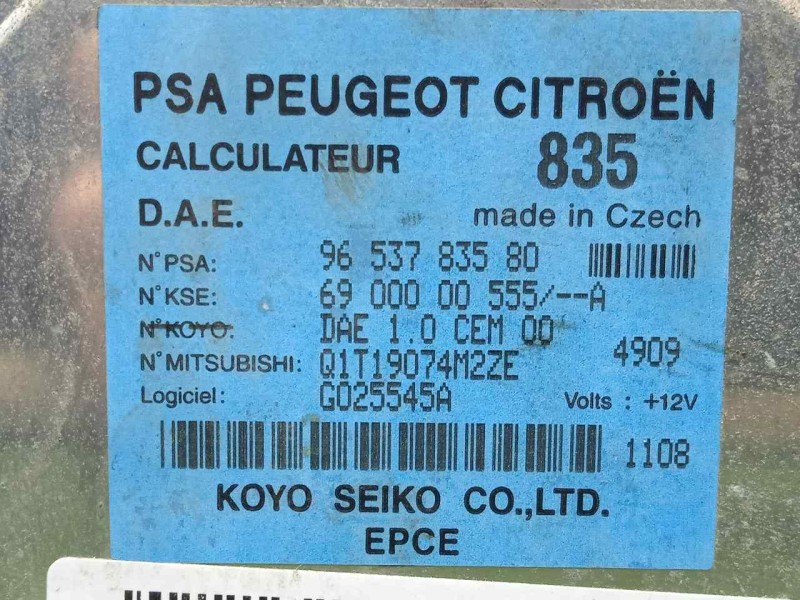 PSA PEUGEOT CITROËN
CALCULATEUR 835
D.A.E. made in Czech
N°PSA: 96 537 835 80
N°KSE: 69 000 00 555/--A
N°KOYO: DAE 1.0 CEM 00
N°MITSUBISHI: Q1T19074M2ZE 4909
Logiciel: G025545A Volts : +12V
1108
KOYO SEIKO CO.,LTD.
EPCE